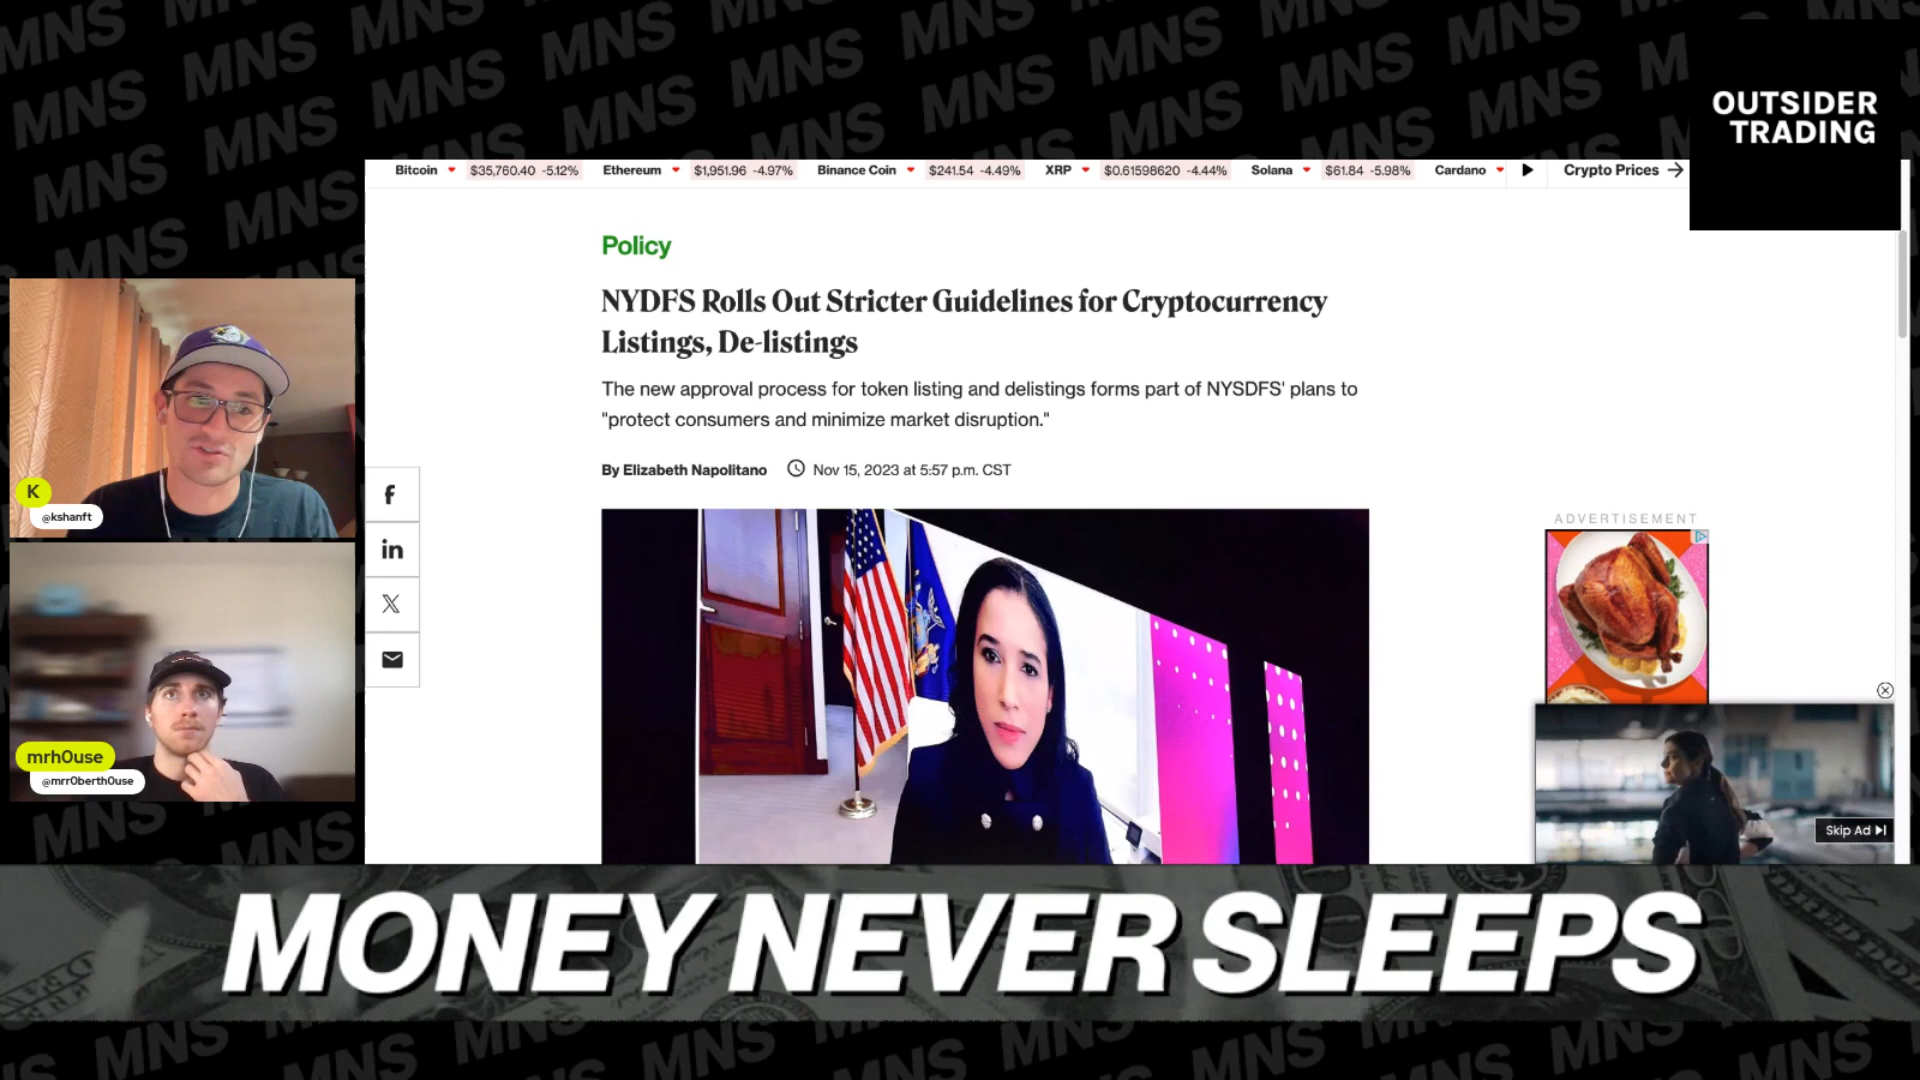 OUTSIDER
TRADING
Bitcoin $35,760.40 -5.12% Ethereum $1,951.96 -4.97% Binance Coin $241.54 -4.49% XRP $0.61598620 -4.44% Solana $61.84 -5.98% Cardano Crypto Prices
Policy
NYDFS Rolls Out Stricter Guidelines for Cryptocurrency
Listings, De-listings
The new approval process for token listing and delistings forms part of NYSDFS' plans to
"protect consumers and minimize market disruption."
By Elizabeth Napolitano Nov 15, 2023 at 5:57 p.m. CST
f
in
X
K
@kshanft
mrh0use
@mrr0berth0use
ADVERTISEMENT
Skip Ad
MONEY NEVER SLEEPS
MNS